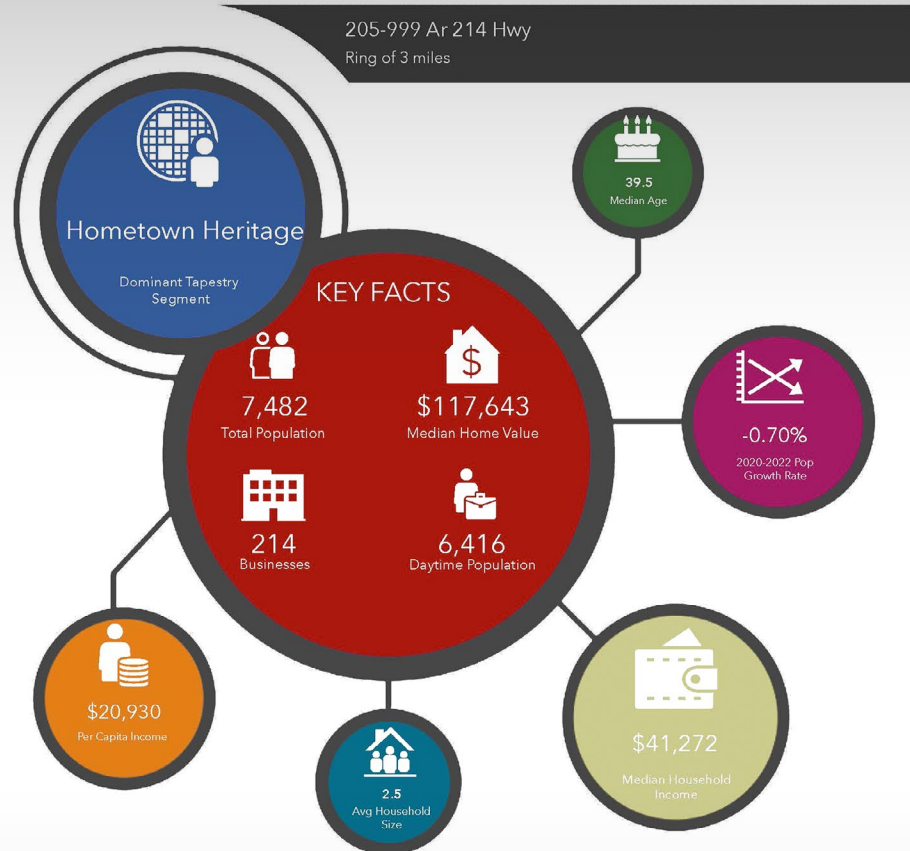 205-999 Ar 214 Hwy
Ring of 3 miles
Hometown Heritage
Dominant Tapestry
Segment
39.5
Median Age
KEY FACTS
$
7,482
Total Population
$117,643
Median Home Value
214
Businesses
6,416
Daytime Population
-0.70%
2020-2022 Pop
Growth Rate
$20,930
Per Capita Income
2.5
Avg Household
Size
$41,272
Median Household
Income